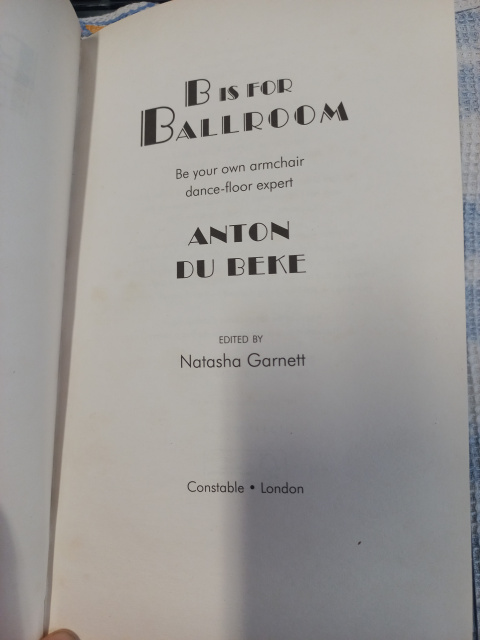 B IS FOR
BALLROOM
Be your own armchair
dance-floor expert
ANTON
DU BEKE
EDITED BY
Natasha Garnett
Constable • London